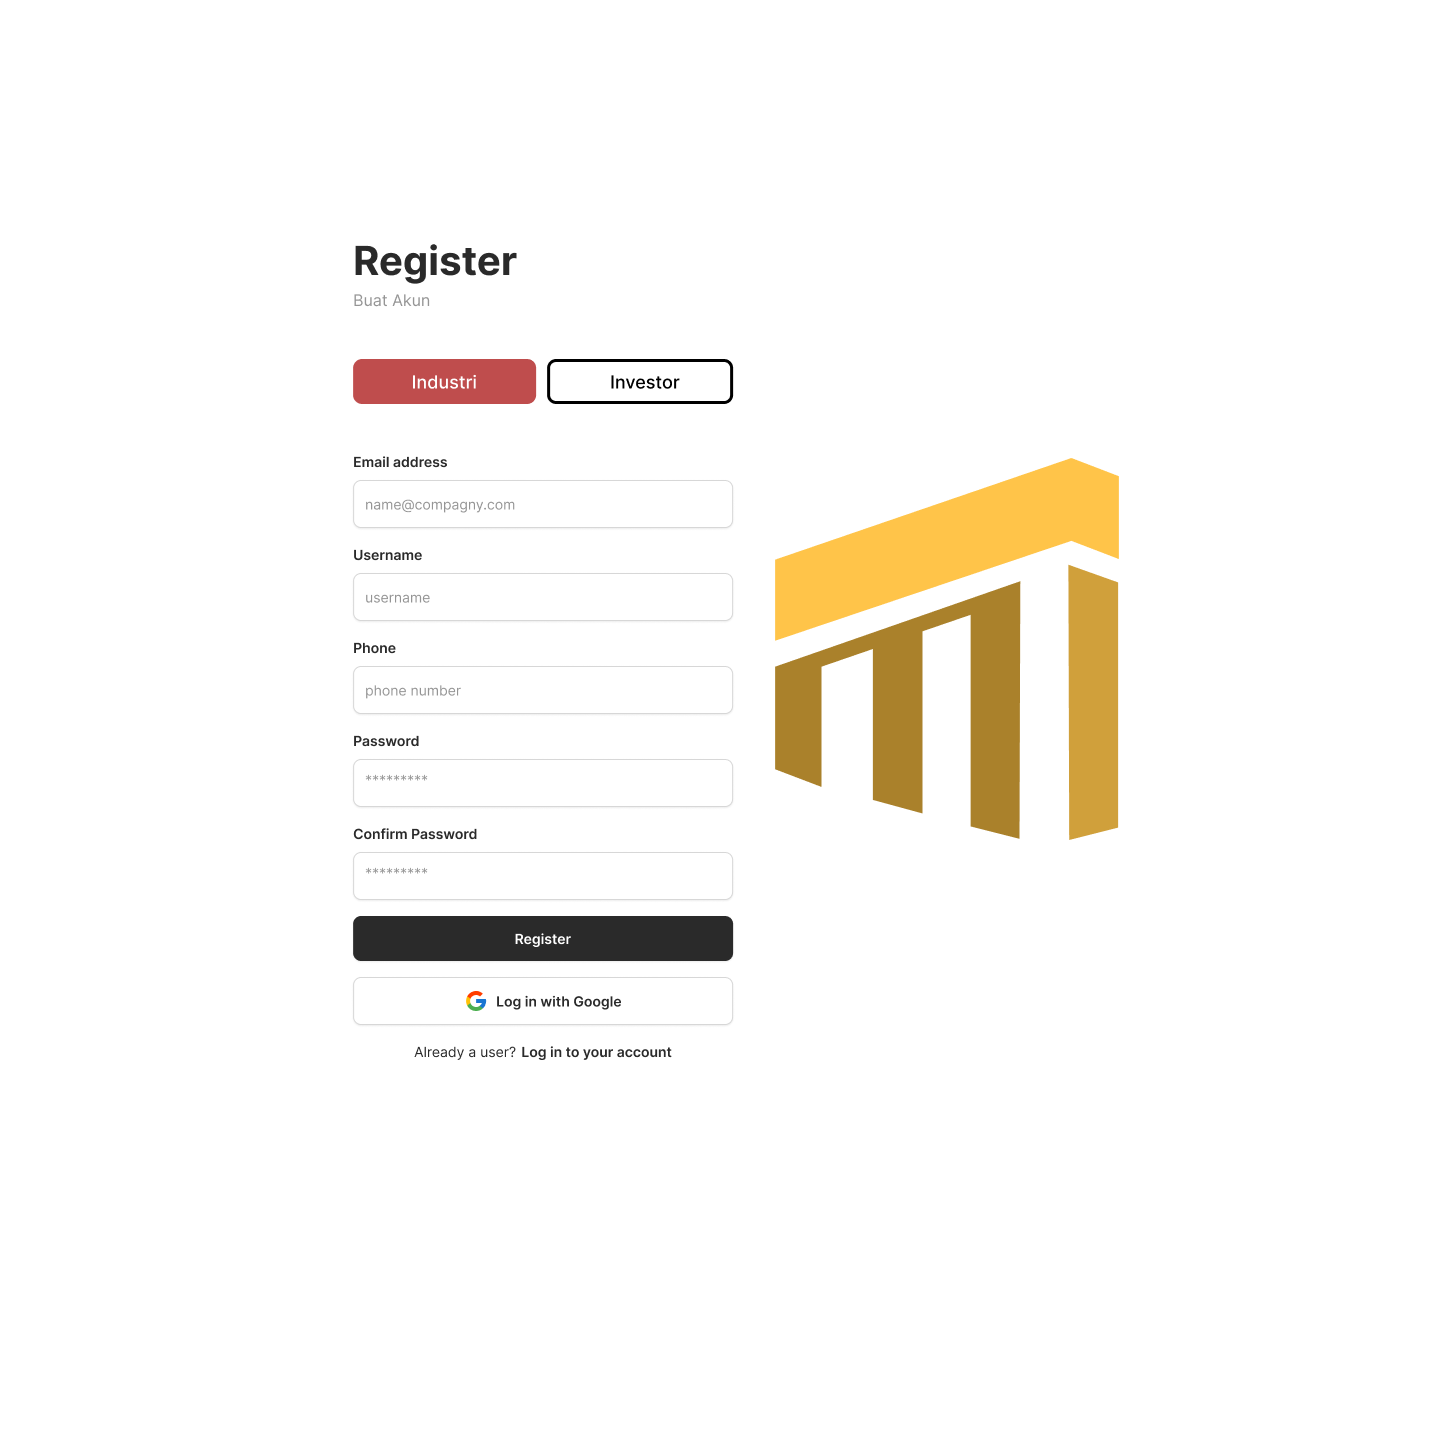 Register
Buat Akun
Industri
Investor
Email address
name@compagny.com
Username
username
Phone
phone number
Password
*********
Confirm Password
*********
Register
Log in with Google
Already a user? Log in to your account